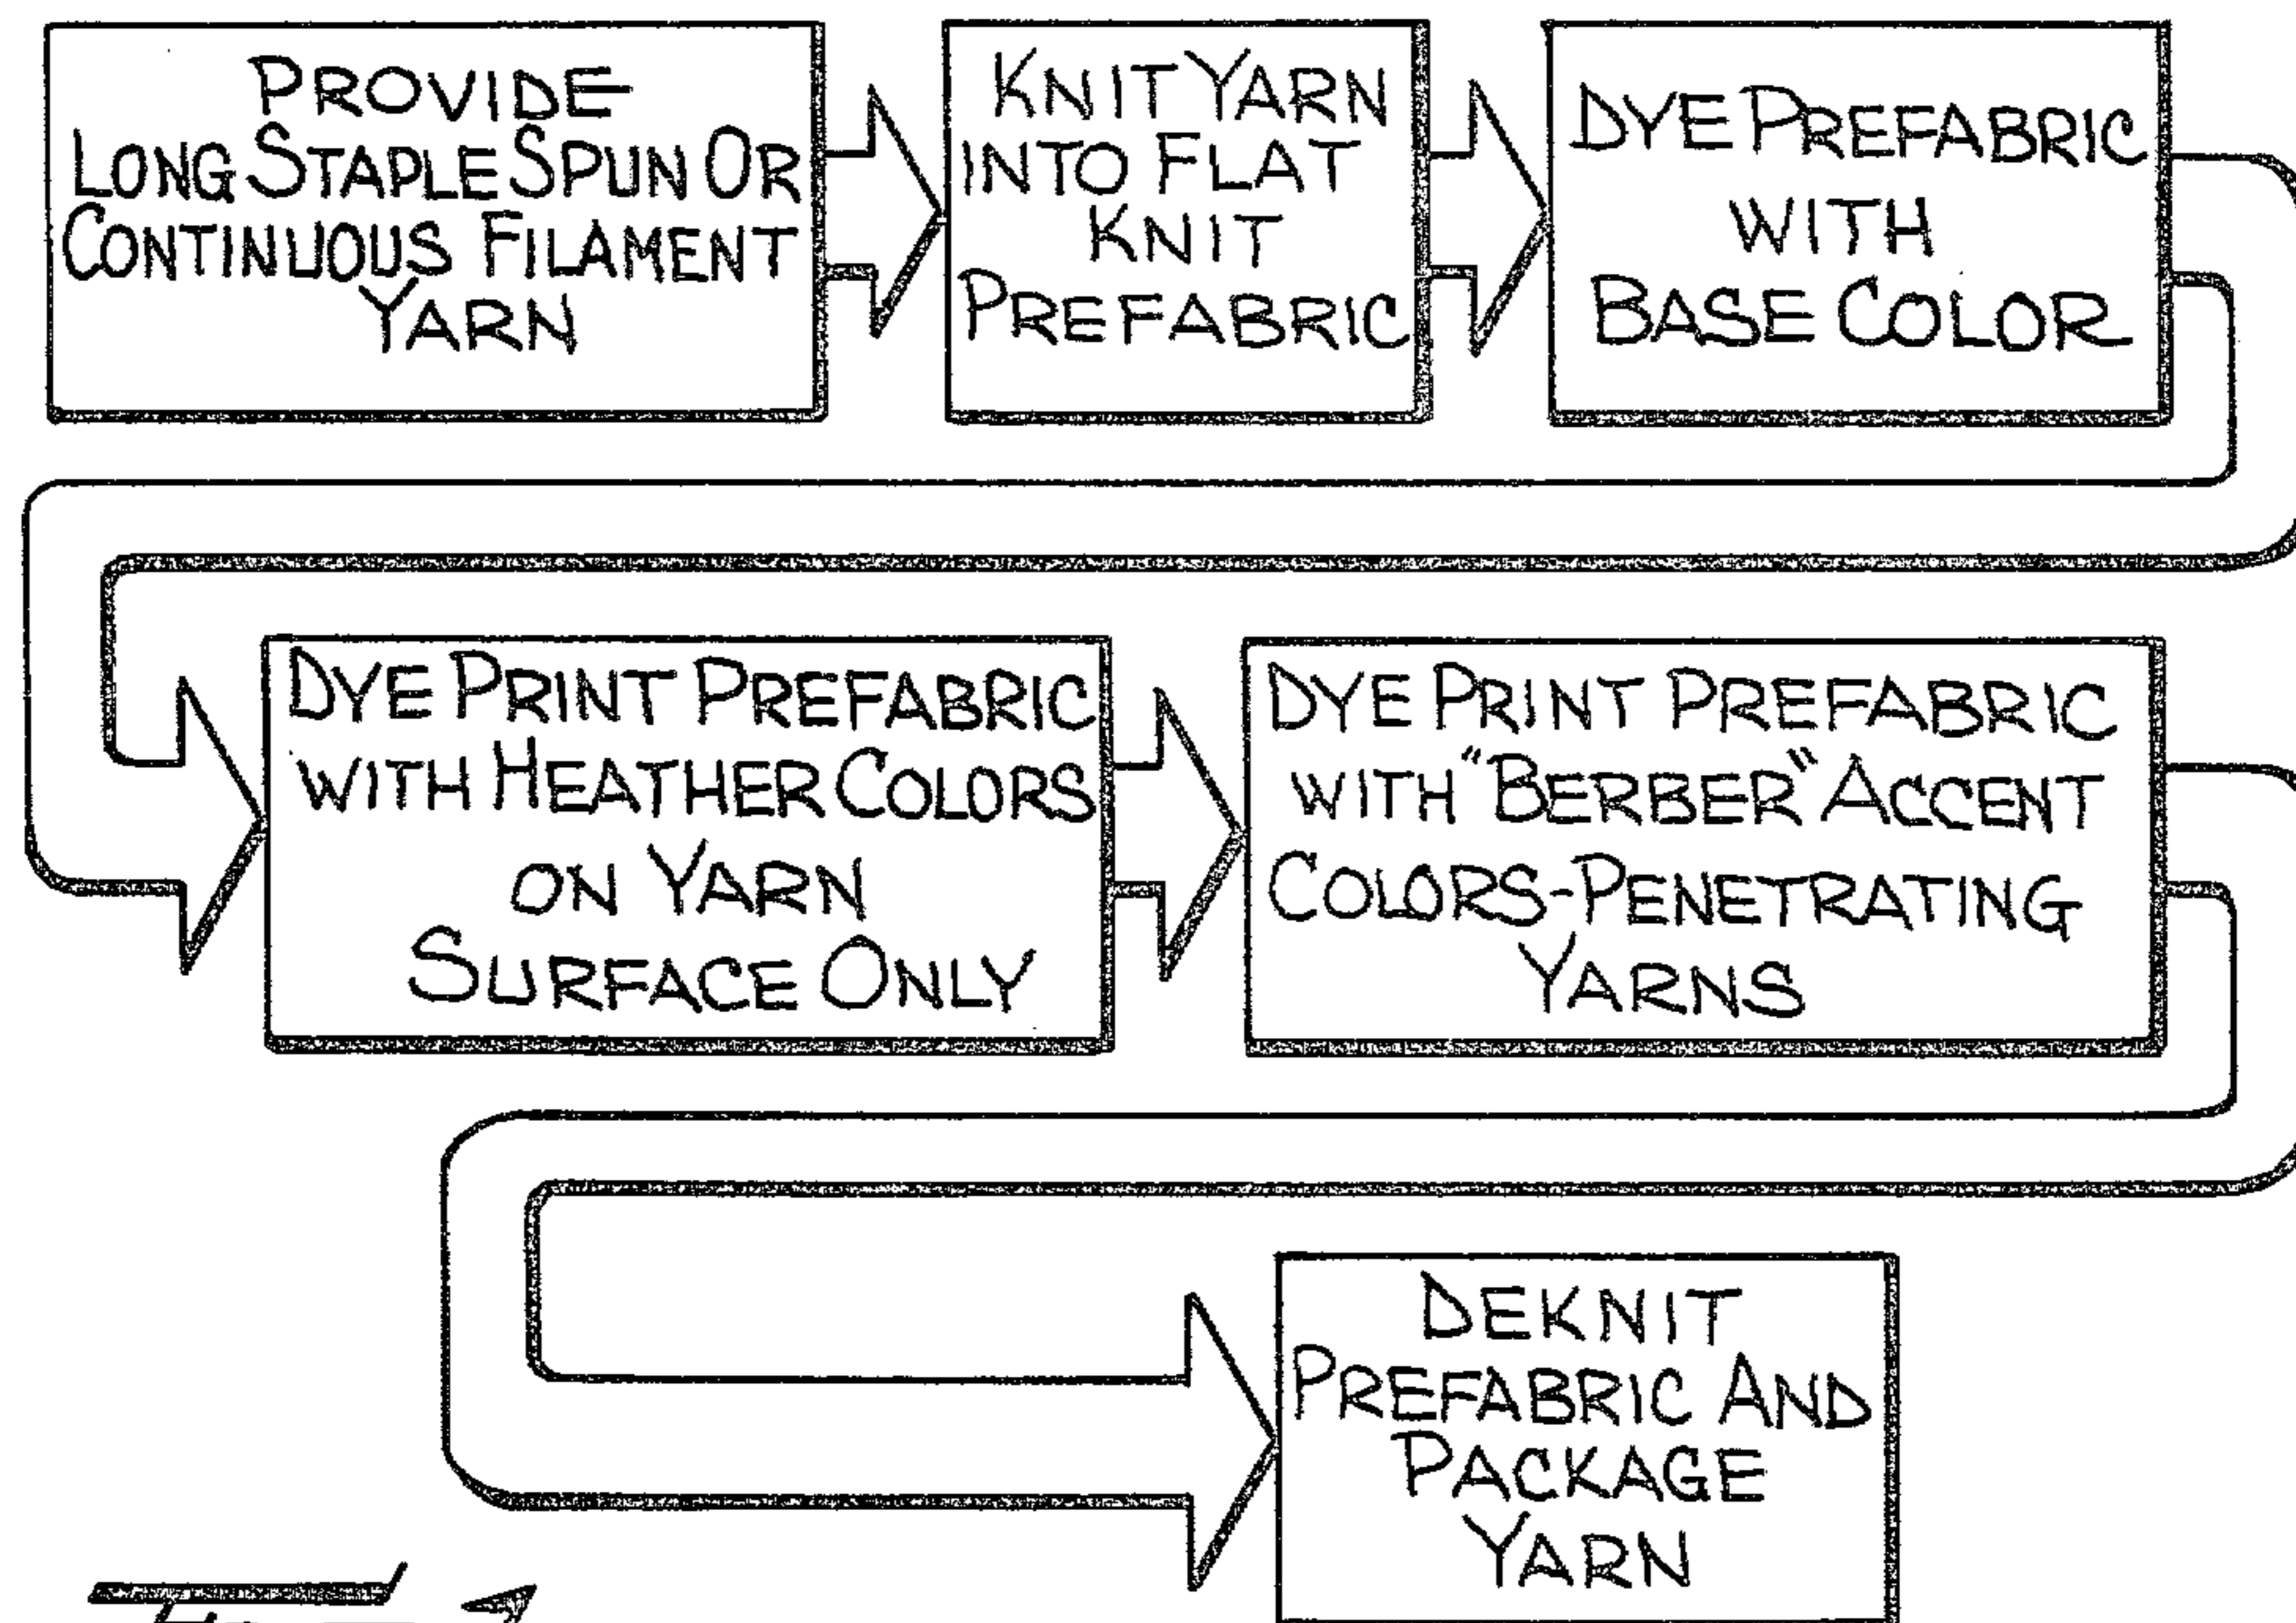 PROVIDE
LONG STAPLE SPUN OR
CONTINUOUS FILAMENT
YARN
KNIT YARN
INTO FLAT
KNIT
PREFABRIC
DYE PREFABRIC
WITH
BASE COLOR
DYE PRINT PREFABRIC
WITH HEATHER COLORS
ON YARN
SURFACE ONLY
DYE PRINT PREFABRIC
WITH "BERBER" ACCENT
COLORS-PENETRATING
YARNS
DEKNIT
PREFABRIC AND
PACKAGE
YARN